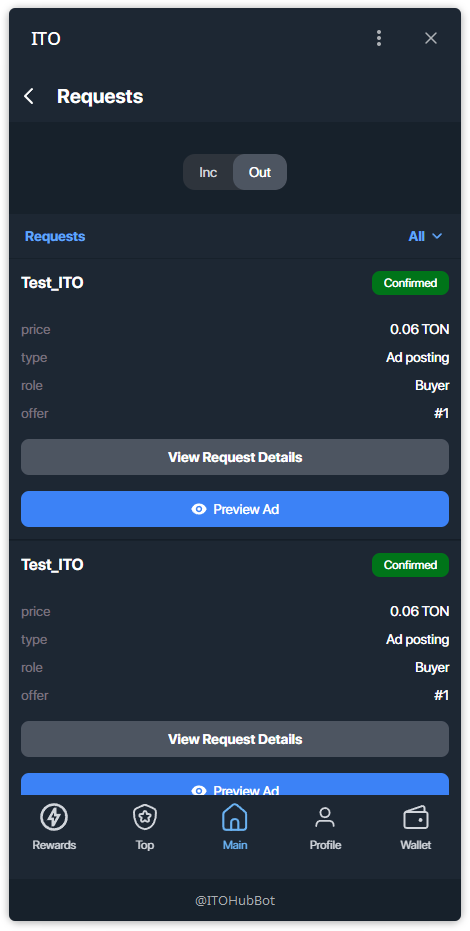 ITO
Requests
Inc Out
Requests All
Test_ITO Confirmed
price 0.06 TON
type Ad posting
role Buyer
offer #1
View Request Details
Preview Ad
Test_ITO Confirmed
price 0.06 TON
type Ad posting
role Buyer
offer #1
View Request Details
Preview Ad
Rewards Top Main Profile Wallet
@ITOHubBot